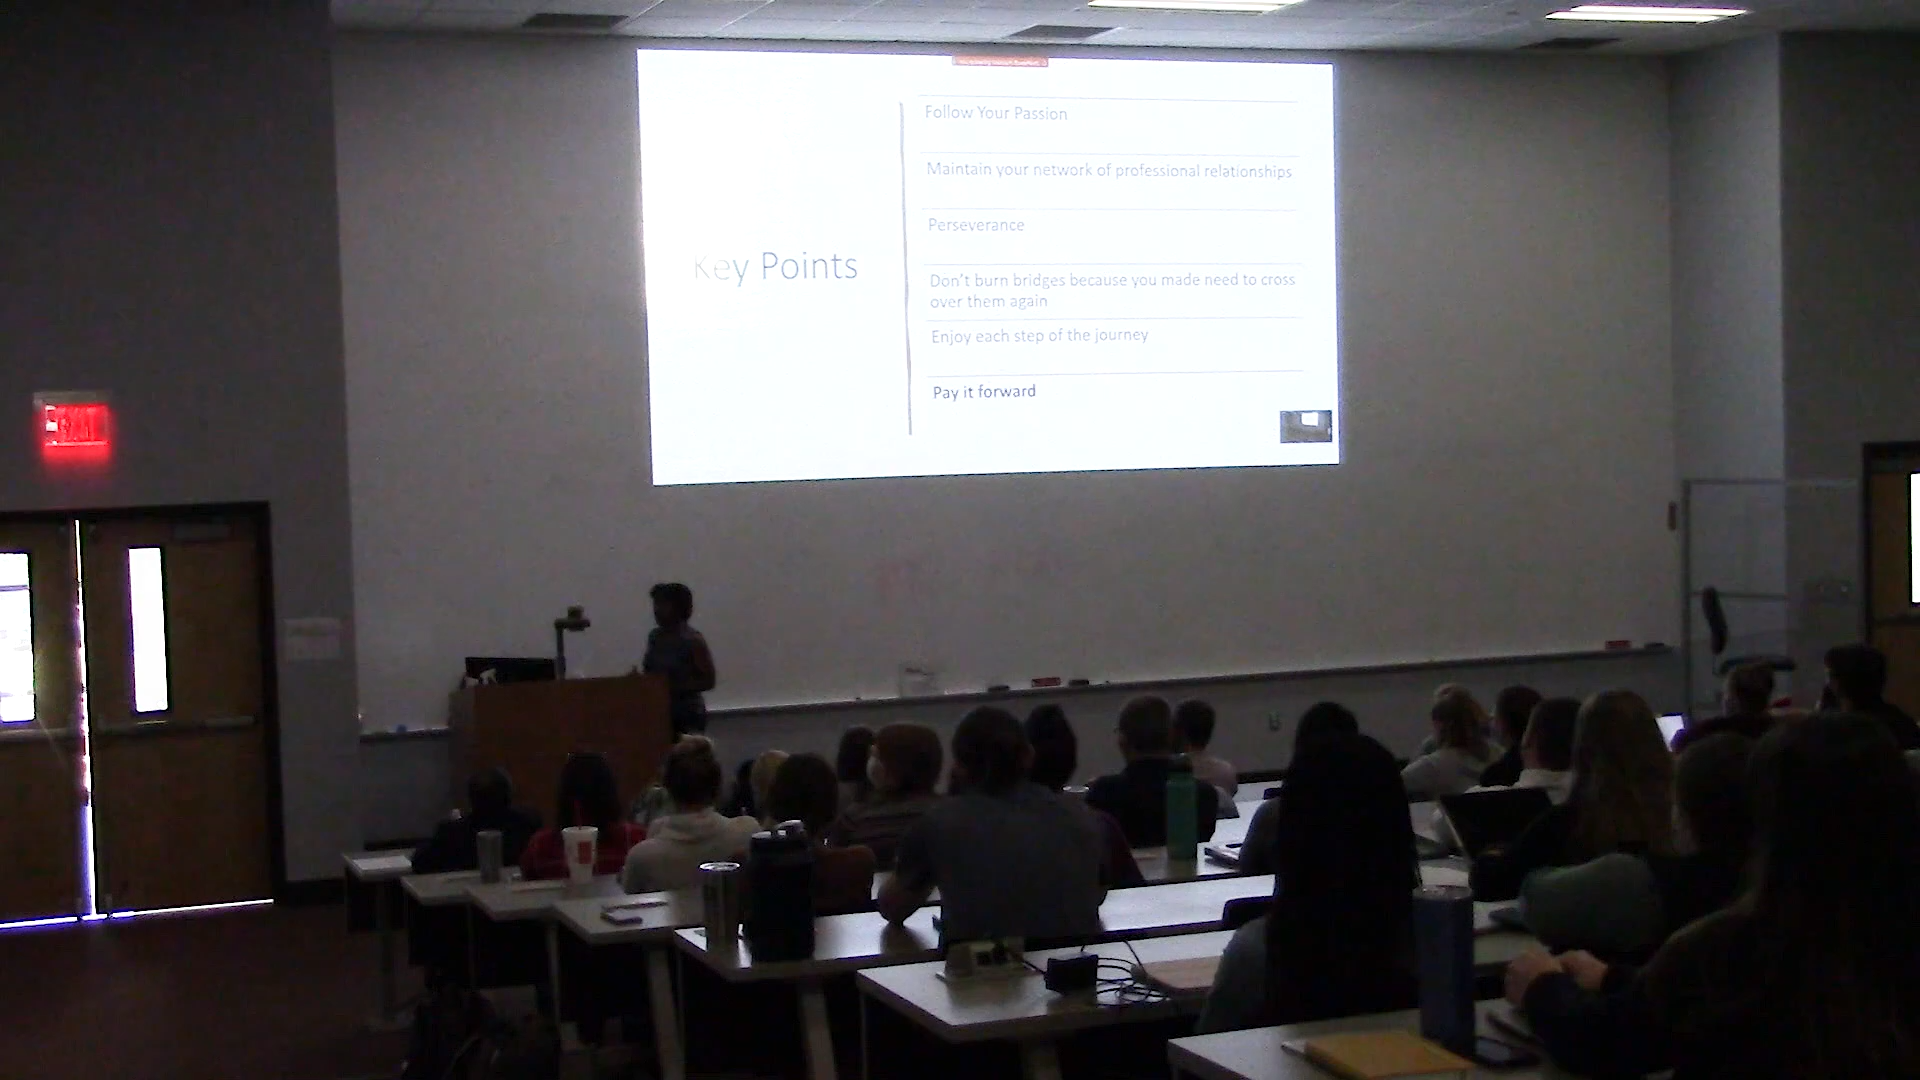 Key Points
Follow Your Passion
Maintain your network of professional relationships
Perseverance
Don't burn bridges because you made need to cross
over them again
Enjoy each step of the journey
Pay it forward
EXIT